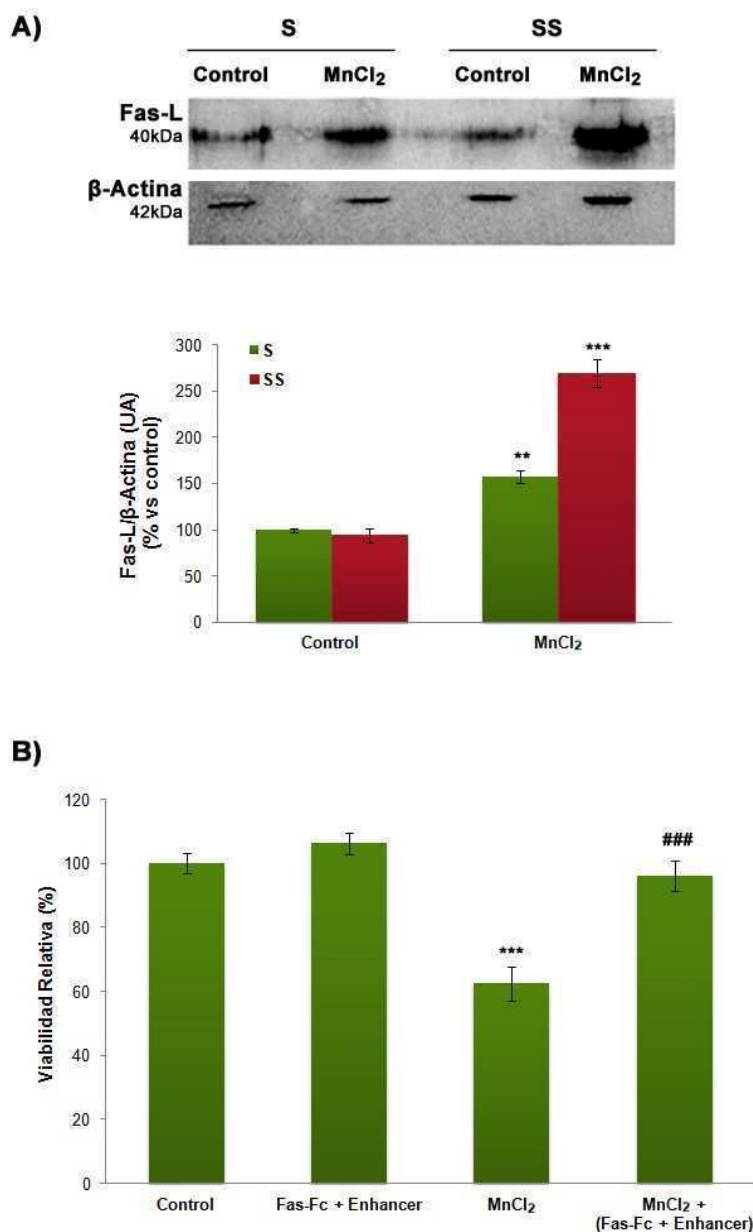 A)
S SS
Control MnCl₂ Control MnCl₂
Fas-L
40kDa
β-Actina
42kDa
Fas-L/β-Actina (UA)
(% vs control)
300
250
200
150
100
50
0
S
SS
**
***
Control MnCl₂
B)
Viabilidad Relativa (%)
120
100
80
60
40
20
0
***
###
Control Fas-Fc + Enhancer MnCl₂ MnCl₂ +
(Fas-Fc + Enhancer)